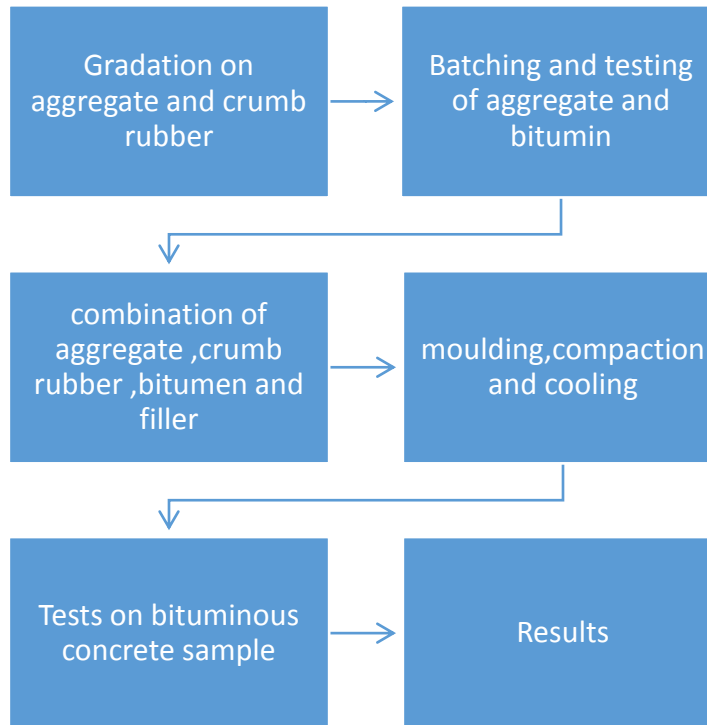 Gradation on
aggregate and crumb
rubber
Batching and testing
of aggregate and
bitumin
combination of
aggregate ,crumb
rubber ,bitumen and
filler
moulding,compaction
and cooling
Tests on bituminous
concrete sample
Results